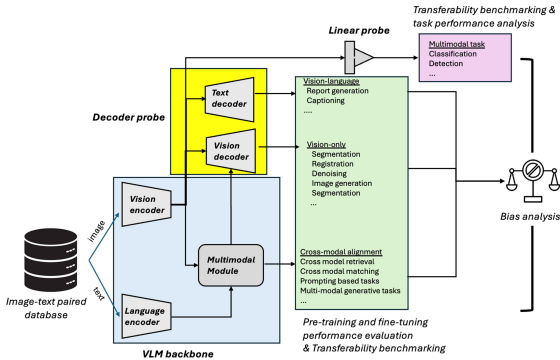 Transferability benchmarking &
task performance analysis
Linear probe
Multimodal task
Classification
Detection
...
Text
decoder
Decoder probe
Vision
decoder
Vision-language
Report generation
Captioning
....
Vision-only
Segmentation
Registration
Denoising
Image generation
Segmentation
...
Bias analysis
Vision
encoder
image
text
Image-text paired
database
Multimodal
Module
Language
encoder
VLM backbone
Cross-modal alignment
Cross model retrieval
Cross model matching
Prompting based tasks
Multi-modal generative tasks
...
Pre-training and fine-tuning
performance evaluation
& Transferability benchmarking